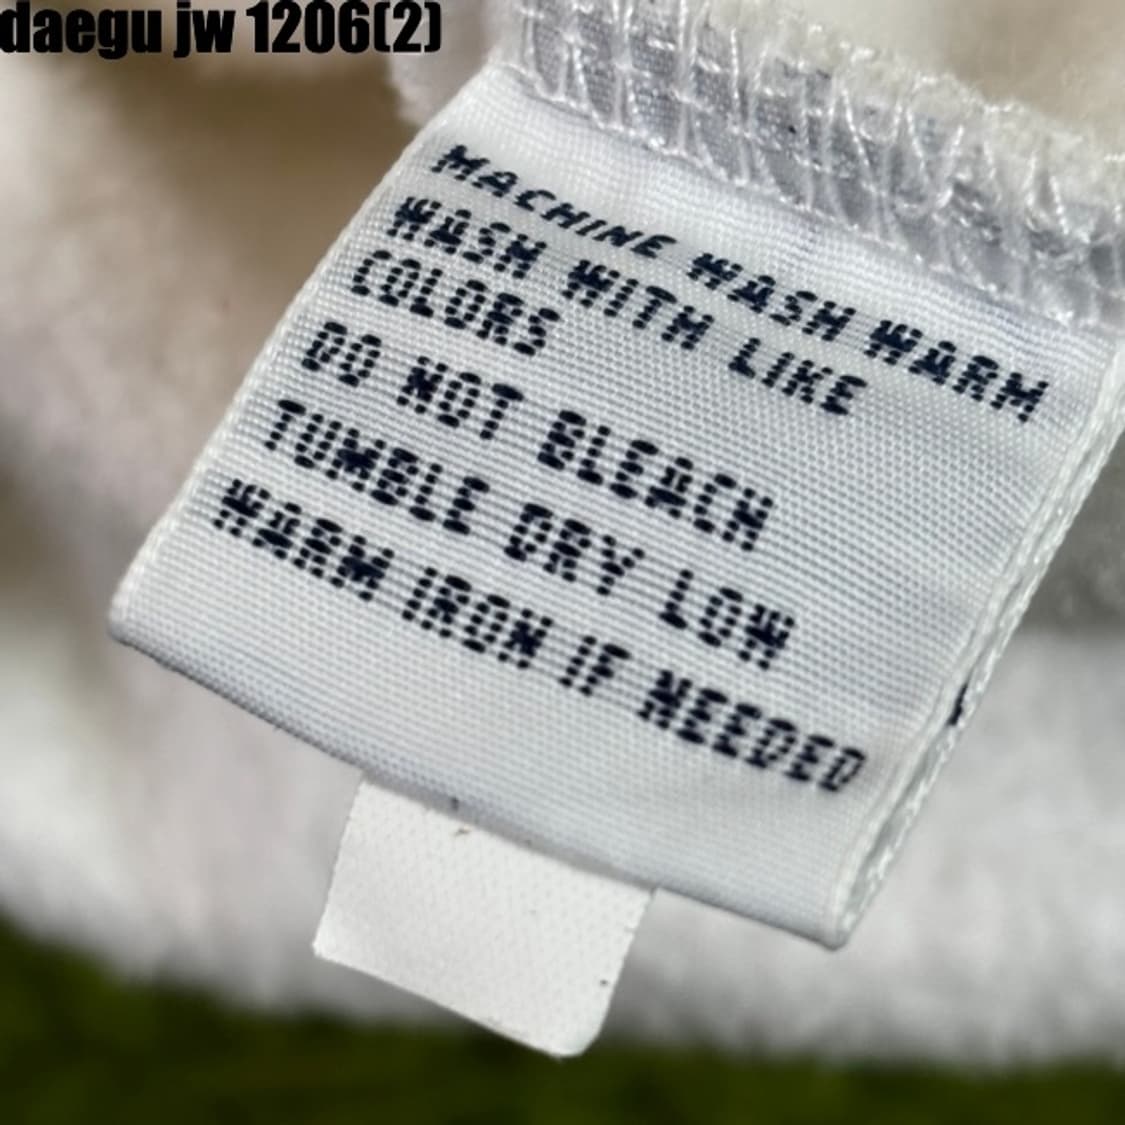 daegu jw 1206(2)
MACHINE WASH WARM
WASH WITH LIKE
COLORS
DO NOT BLEACH
TUMBLE DRY LOW
WARM IRON IF NEEDED